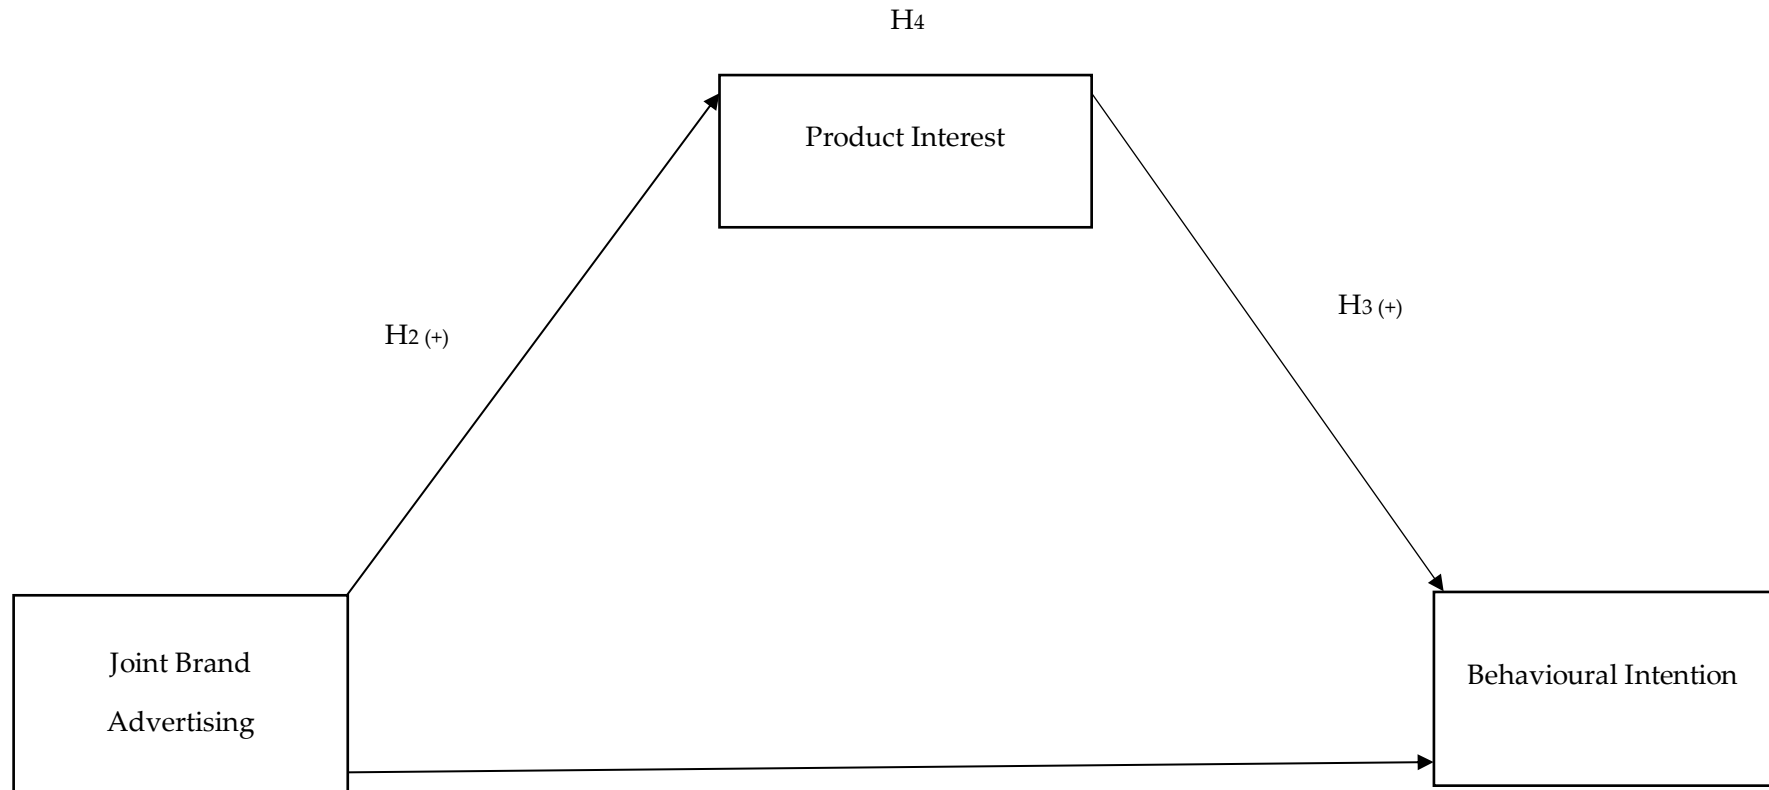 H4
Product Interest
H3 (+)
H2 (+)
Joint Brand
Advertising
Behavioural Intention